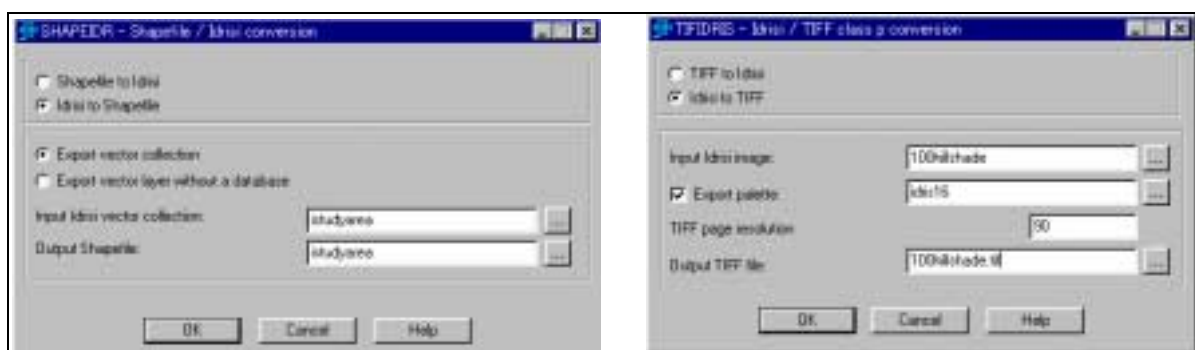 SHAPEIDR - Shapefile / Idrisi conversion
Shapefile to Idrisi
Idrisi to Shapefile
Export vector collection
Export vector layer without a database
Input Idrisi vector collection:
studyarea
Output Shapefile:
studyarea
OK
Cancel
Help
TIFIDRIS - Idrisi / TIFF class p conversion
TIFF to Idrisi
Idrisi to TIFF
Input Idrisi image:
100hillshade
...
Export palette:
idris16
...
TIFF page resolution
90
Output TIFF file:
100hillshade.tif
...
OK
Cancel
Help